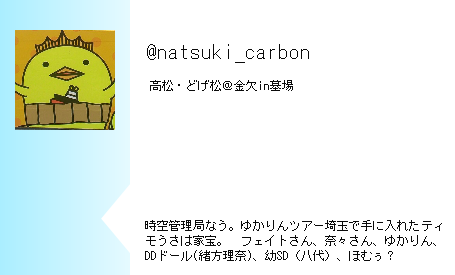 @natsuki_carbon
高松・どげ松@金欠in墓場
時空管理局なう。ゆかりんツアー埼玉で手に入れたティ
モうさは家宝。　フェイトさん、奈々さん、ゆかりん、
DDドール(緒方理奈)、幼SD（八代）、ほむぅ？